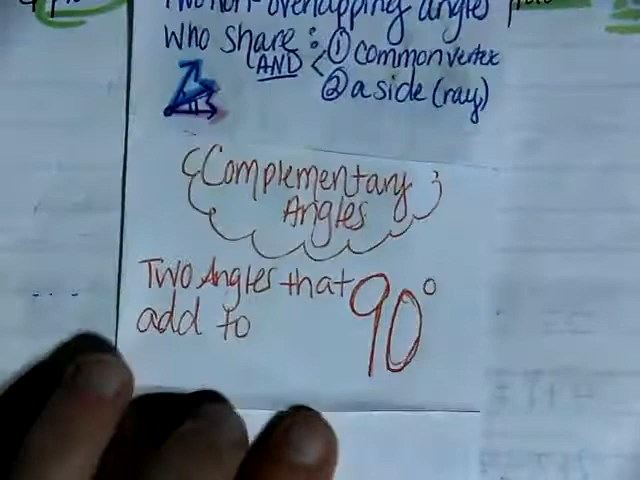 Two non-overlapping angles
who share: ① common vertex
AND
② a side (ray)
Complementary
Angles
Two Angles that
add to 90°